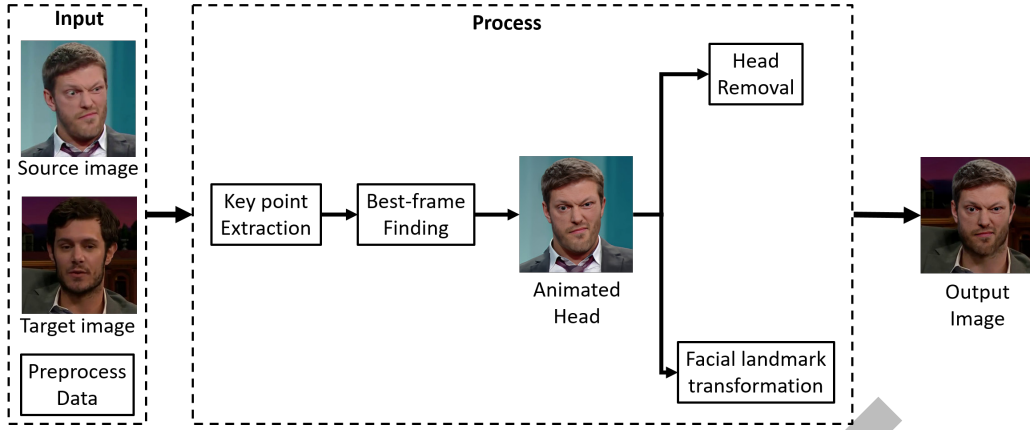 Input
Source image
Target image
Preprocess
Data
Process
Key point
Extraction
Best-frame
Finding
Animated
Head
Head
Removal
Facial landmark
transformation
Output
Image